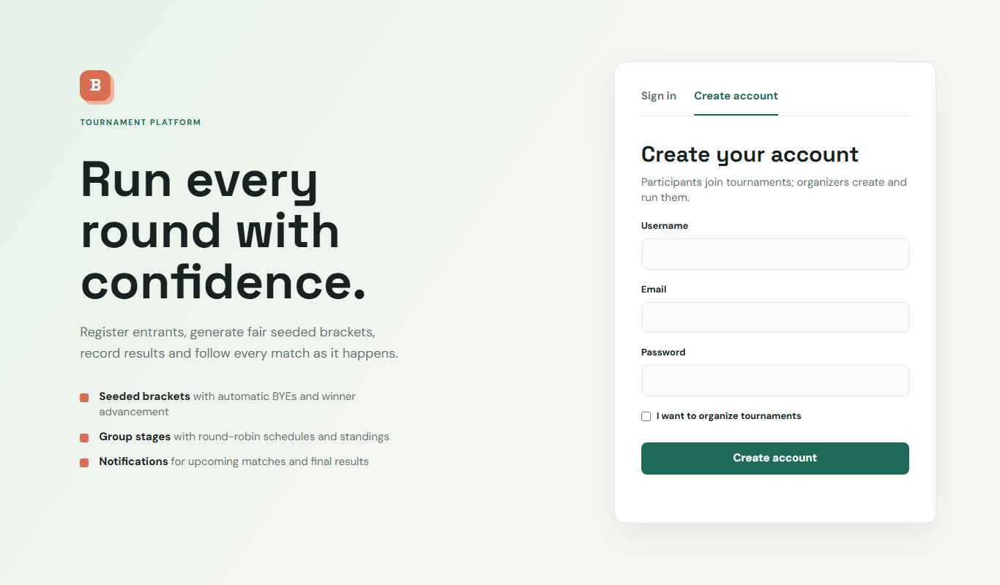 B
TOURNAMENT PLATFORM
Run every
round with
confidence.
Register entrants, generate fair seeded brackets,
record results and follow every match as it happens.
Seeded brackets with automatic BYEs and winner
advancement
Group stages with round-robin schedules and standings
Notifications for upcoming matches and final results
Sign in Create account
Create your account
Participants join tournaments; organizers create and
run them.
Username
Email
Password
I want to organize tournaments
Create account